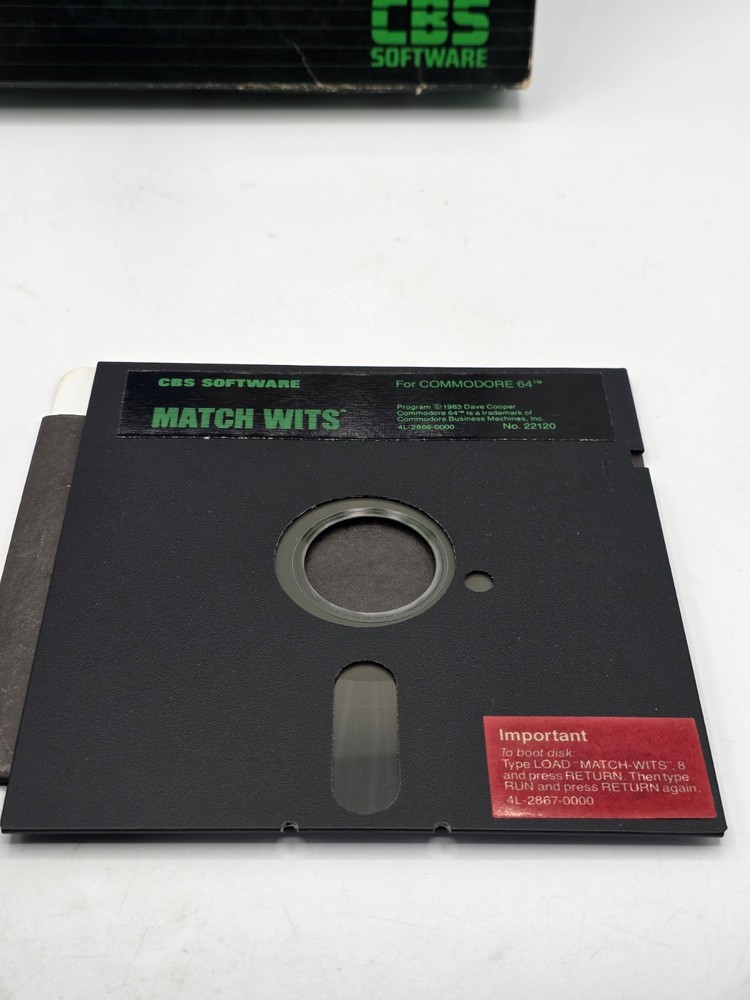 CBS
SOFTWARE
CBS SOFTWARE
For COMMODORE 64™
MATCH WITS™
Program © 1983 Dave Cooper
Commodore 64™ is a trademark of
Commodore Business Machines, Inc.
4L-2866-0000 No. 22120
Important
To boot disk:
Type LOAD "MATCH-WITS", 8
and press RETURN. Then type
RUN and press RETURN again.
4L-2867-0000